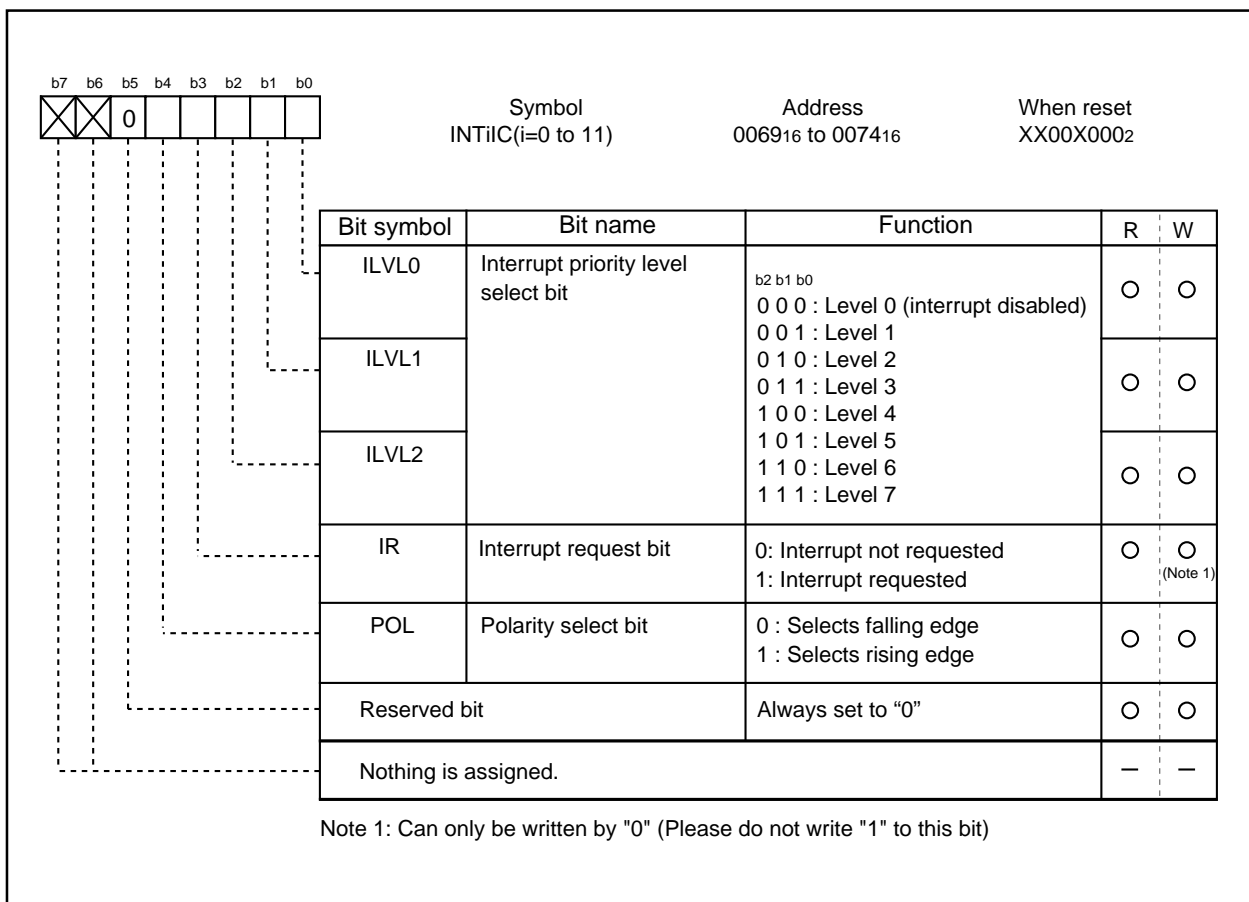 b7 b6 b5 b4 b3 b2 b1 b0
0
Symbol Address When reset
INTiIC(i=0 to 11) 006916 to 007416 XX00X0002
Bit symbol Bit name Function R W
ILVL0 Interrupt priority level
select bit
b2 b1 b0
0 0 0 : Level 0 (interrupt disabled)
0 0 1 : Level 1
ILVL1 0 1 0 : Level 2
0 1 1 : Level 3
1 0 0 : Level 4
1 0 1 : Level 5
ILVL2 1 1 0 : Level 6
1 1 1 : Level 7
IR Interrupt request bit 0: Interrupt not requested
1: Interrupt requested (Note 1)
POL Polarity select bit 0 : Selects falling edge
1 : Selects rising edge
Reserved bit Always set to “0”
Nothing is assigned. – –
Note 1: Can only be written by "0" (Please do not write "1" to this bit)